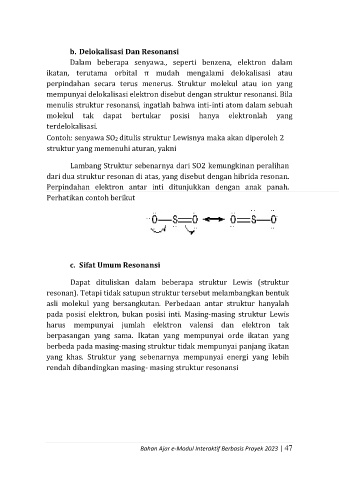 b. Delokalisasi Dan Resonansi
Dalam beberapa senyawa., seperti benzena, elektron dalam
ikatan, terutama orbital π mudah mengalami delokalisasi atau
perpindahan secara terus menerus. Struktur molekul atau ion yang
mempunyai delokalisasi elektron disebut dengan struktur resonansi. Bila
menulis struktur resonansi, ingatlah bahwa inti-inti atom dalam sebuah
molekul tak dapat bertukar posisi hanya elektronlah yang
terdelokalisasi.
Contoh: senyawa SO₂ ditulis struktur Lewisnya maka akan diperoleh 2
struktur yang memenuhi aturan, yakni
Lambang Struktur sebenarnya dari SO2 kemungkinan peralihan
dari dua struktur resonan di atas, yang disebut dengan hibrida resonan.
Perpindahan elektron antar inti ditunjukkan dengan anak panah.
Perhatikan contoh berikut
O—S=O ↔ O=S—O
c. Sifat Umum Resonansi
Dapat dituliskan dalam beberapa struktur Lewis (struktur
resonan). Tetapi tidak satupun struktur tersebut melambangkan bentuk
asli molekul yang bersangkutan. Perbedaan antar struktur hanyalah
pada posisi elektron, bukan posisi inti. Masing-masing struktur Lewis
harus mempunyai jumlah elektron valensi dan elektron tak
berpasangan yang sama. Ikatan yang mempunyai orde ikatan yang
berbeda pada masing-masing struktur tidak mempunyai panjang ikatan
yang khas. Struktur yang sebenarnya mempunyai energi yang lebih
rendah dibandingkan masing- masing struktur resonansi
Bahan Ajar e-Modul Interaktif Berbasis Proyek 2023 | 47